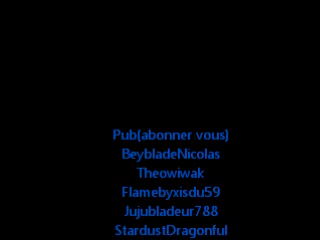 Pub(abonner vous)
BeybladeNicolas
Theowiwak
Flamebyxisdu59
Jujubladeur788
StardustDragonful